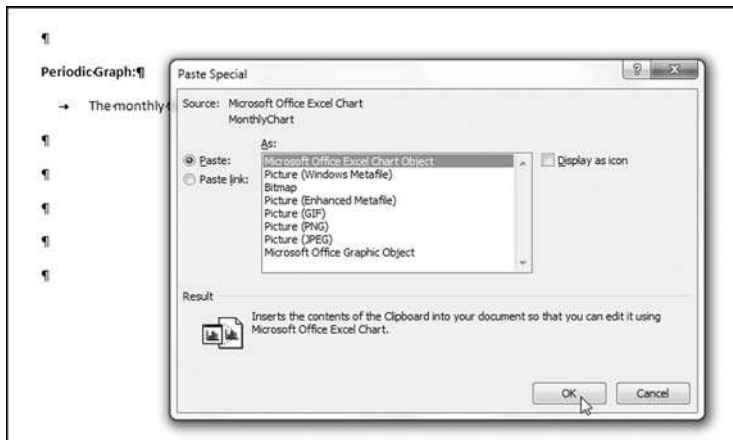 ¶
Periodic·Graph:¶
→ The·monthly
¶
¶
¶
¶
¶
Paste Special
Source: Microsoft Office Excel Chart
MonthlyChart
As:
Paste:
Paste link:
Microsoft Office Excel Chart Object
Picture (Windows Metafile)
Bitmap
Picture (Enhanced Metafile)
Picture (GIF)
Picture (PNG)
Picture (JPEG)
Microsoft Office Graphic Object
Display as icon
Result
Inserts the contents of the Clipboard into your document so that you can edit it using
Microsoft Office Excel Chart.
OK
Cancel